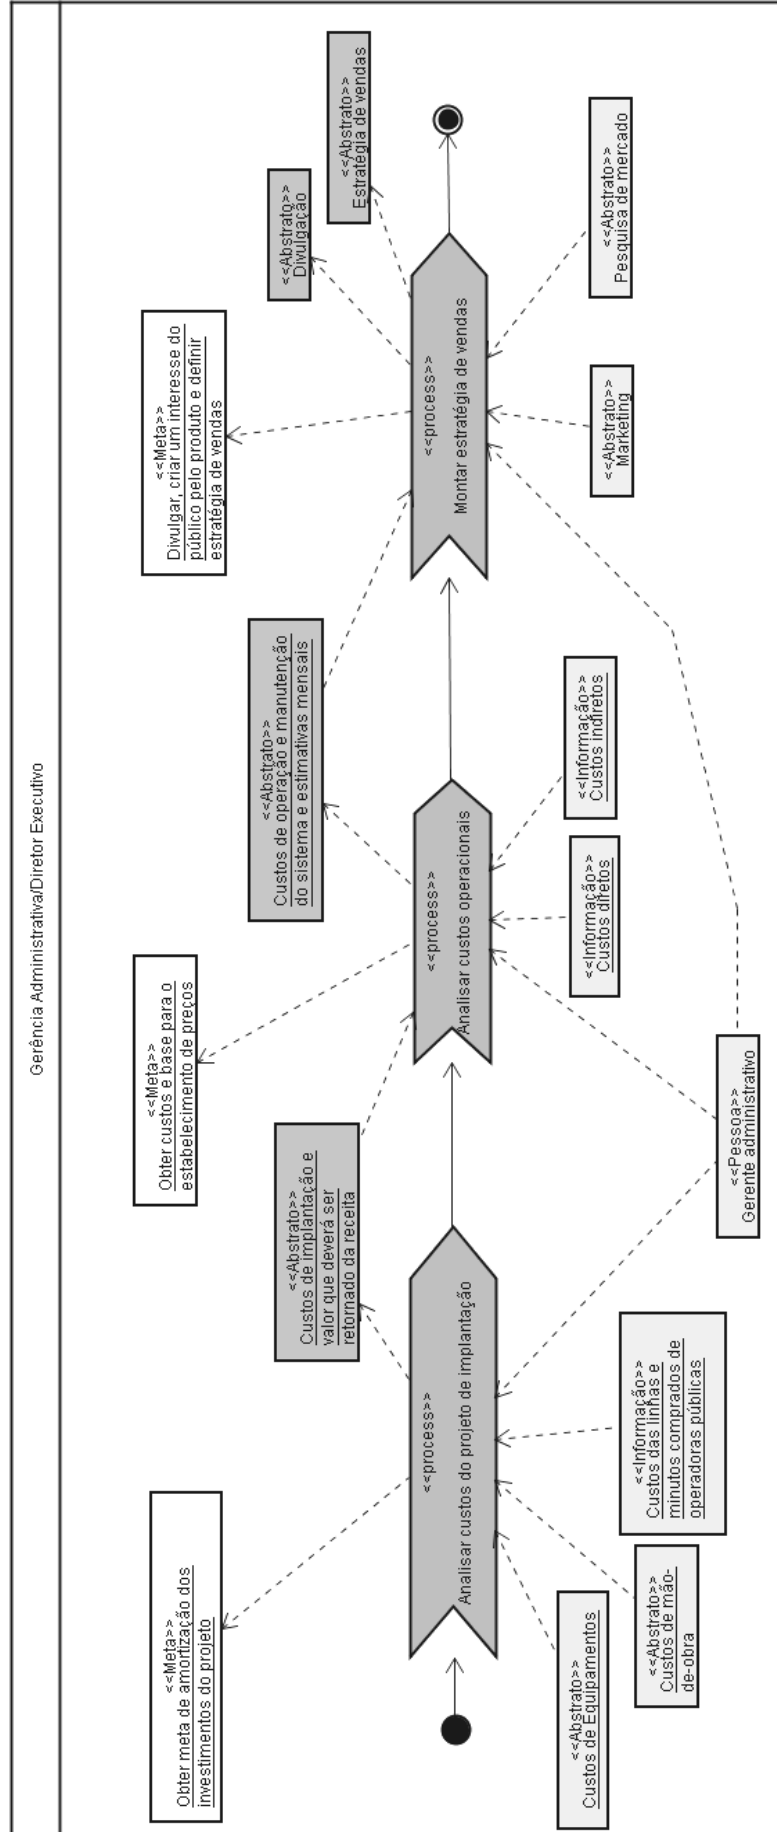 Gerência Administrativa/Diretor Executivo
<<Meta>>
Obter meta de amortização dos
investimentos do projeto
<<Meta>>
Obter custos e base para o
estabelecimento de preços
<<Meta>>
Divulgar, criar um interesse do
público pelo produto e definir
estratégia de vendas
<<Abstrato>>
Custos de implantação e
valor que deverá ser
retornado da receita
<<Abstrato>>
Custos de operação e manutenção
do sistema e estimativas mensais
<<Abstrato>>
Divulgação
<<Abstrato>>
Estratégia de vendas
<<process>>
Analisar custos do projeto de implantação
<<process>>
Analisar custos operacionais
<<process>>
Montar estratégia de vendas
<<Abstrato>>
Custos de Equipamentos
<<Abstrato>>
Custos de mão-
de-obra
<<Informação>>
Custos das linhas e
minutos comprados de
operadoras públicas
<<Pessoa>>
Gerente administrativo
<<Informação>>
Custos diretos
<<Informação>>
Custos indiretos
<<Abstrato>>
Marketing
<<Abstrato>>
Pesquisa de mercado